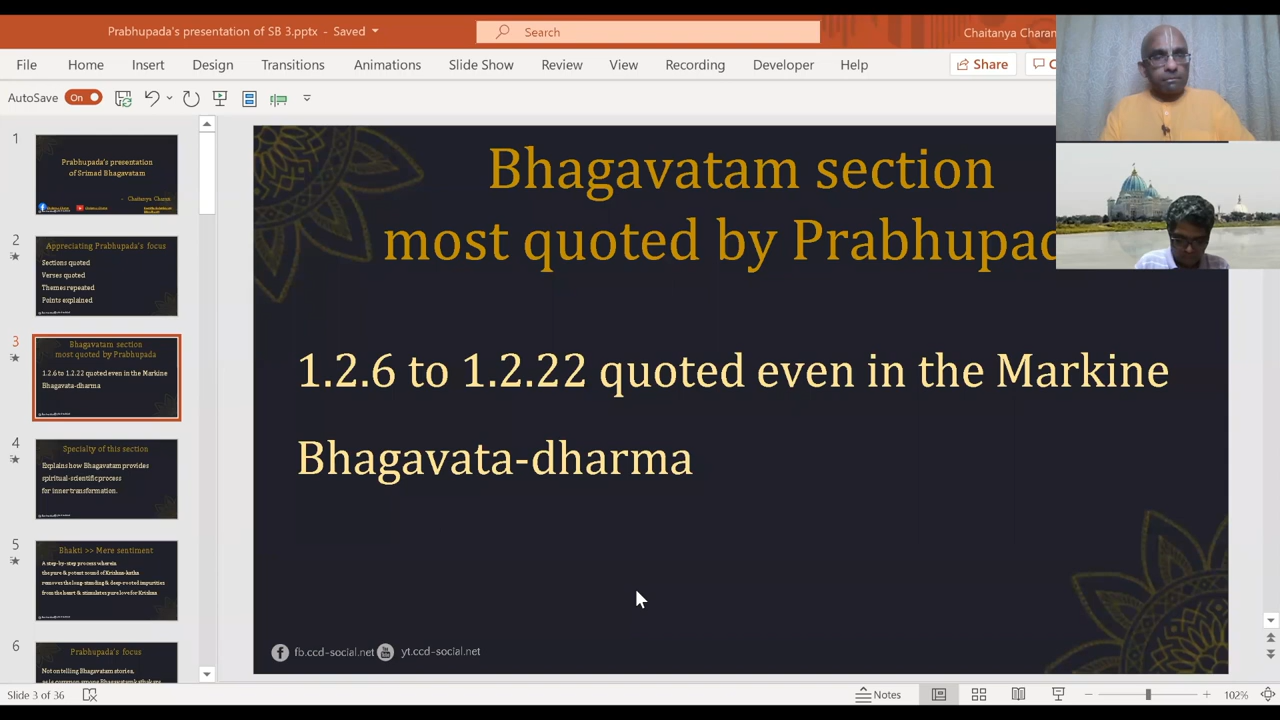 Prabhupada's presentation of SB 3.pptx - Saved
Search
Chaitanya Charan
File Home Insert Design Transitions Animations Slide Show Review View Recording Developer Help Share
AutoSave On
1
Prabhupada's presentation
of Srimad Bhagavatam
2
Appreciating Prabhupada's focus
Sections quoted
Verses quoted
Themes repeated
Points explained
3
Bhagavatam section
most quoted by Prabhupada
1.2.6 to 1.2.22 quoted even in the Markine
Bhagavata-dharma
4
Specialty of this section
Explains how Bhagavatam provides
spiritual-scientific process
for inner transformation.
5
Bhakti >> Mere sentiment
A step-by-step process wherein
the pure & potent sound of Krishna-katha
removes the long-standing & deep-rooted impurities
from the heart & stimulates pure love for Krishna
6
Prabhupada's focus
Not on telling Bhagavatam stories,
Bhagavatam section
most quoted by Prabhupad
1.2.6 to 1.2.22 quoted even in the Markine
Bhagavata-dharma
fb.ccd-social.net yt.ccd-social.net
Slide 3 of 36
Notes
102%